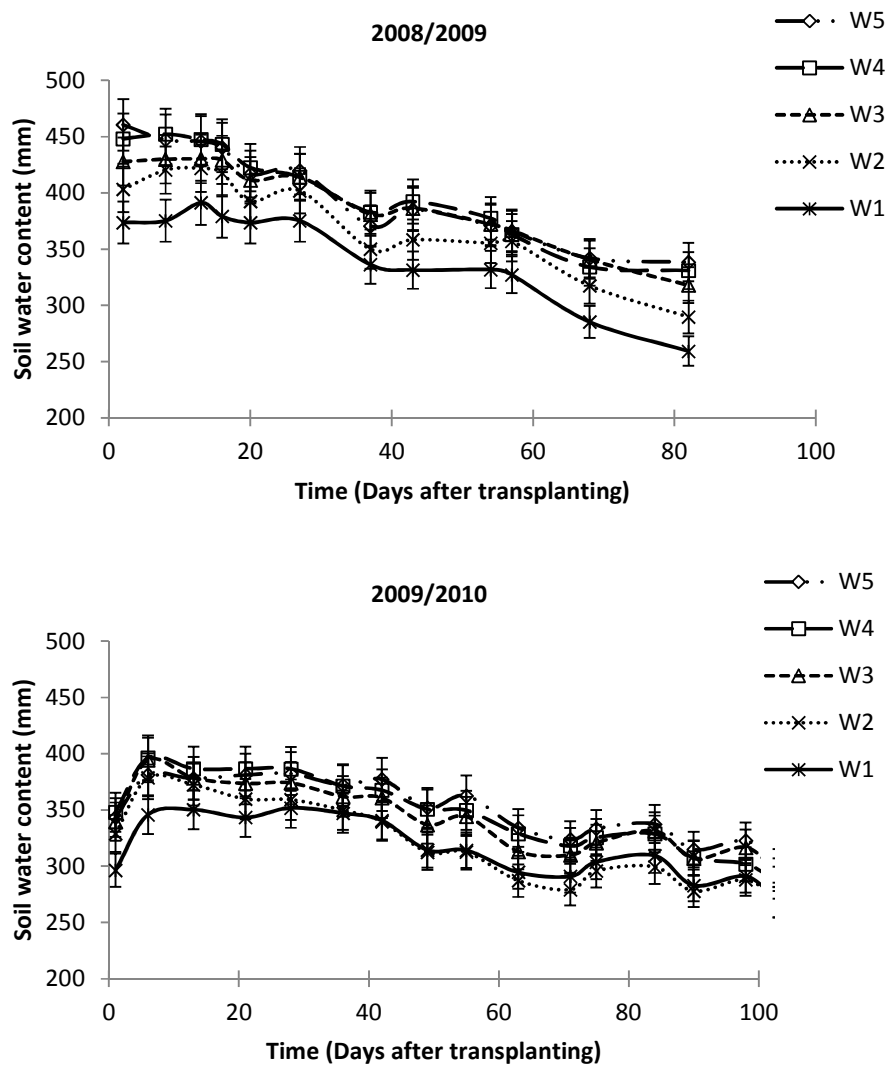 2008/2009
W5
W4
W3
W2
W1
Soil water content (mm)
500
450
400
350
300
250
200
0 20 40 60 80 100
Time (Days after transplanting)
2009/2010
W5
W4
W3
W2
W1
Soil water content (mm)
500
450
400
350
300
250
200
0 20 40 60 80 100
Time (Days after transplanting)